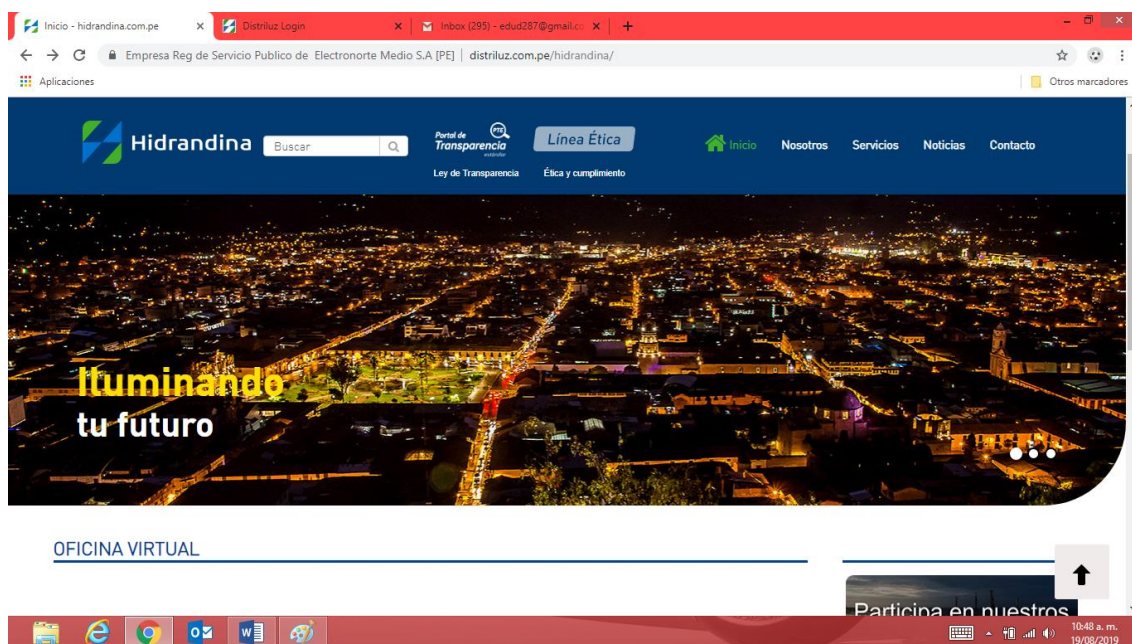 Inicio - hidrandina.com.pe
Distriluz Login
Inbox (295) - edud287@gmail.co
Empresa Reg de Servicio Publico de Electronorte Medio S.A [PE] | distriluz.com.pe/hidrandina/
Aplicaciones
Otros marcadores
Hidrandina
Buscar
Portal de
Transparencia
estándar
PTE
Ley de Transparencia
Línea Ética
Ética y cumplimiento
Inicio
Nosotros
Servicios
Noticias
Contacto
Iluminando
tu futuro
OFICINA VIRTUAL
Participa en nuestros
10:48 a. m.
19/08/2019